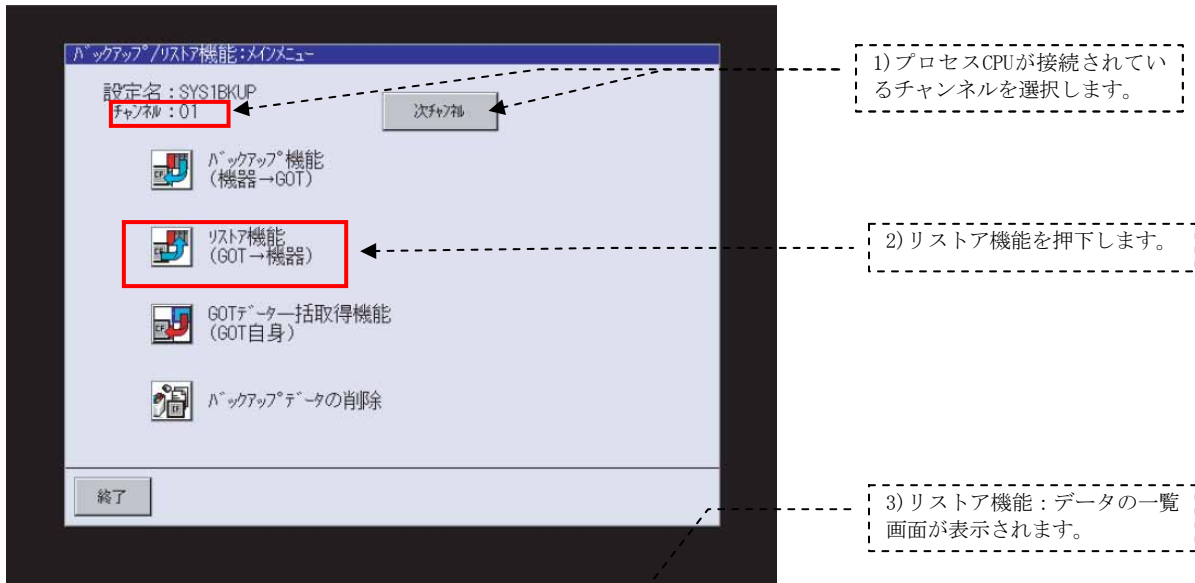 バックアップ/リストア機能:メインメニュー
設定名:SYS1BKUP
チャンネル:01
次チャンネル
バックアップ機能
(機器→GOT)
リストア機能
(GOT→機器)
GOTデータ一括取得機能
(GOT自身)
バックアップデータの削除
終了
1)プロセスCPUが接続されてい
るチャンネルを選択します。
2)リストア機能を押下します。
3)リストア機能:データの一覧
画面が表示されます。